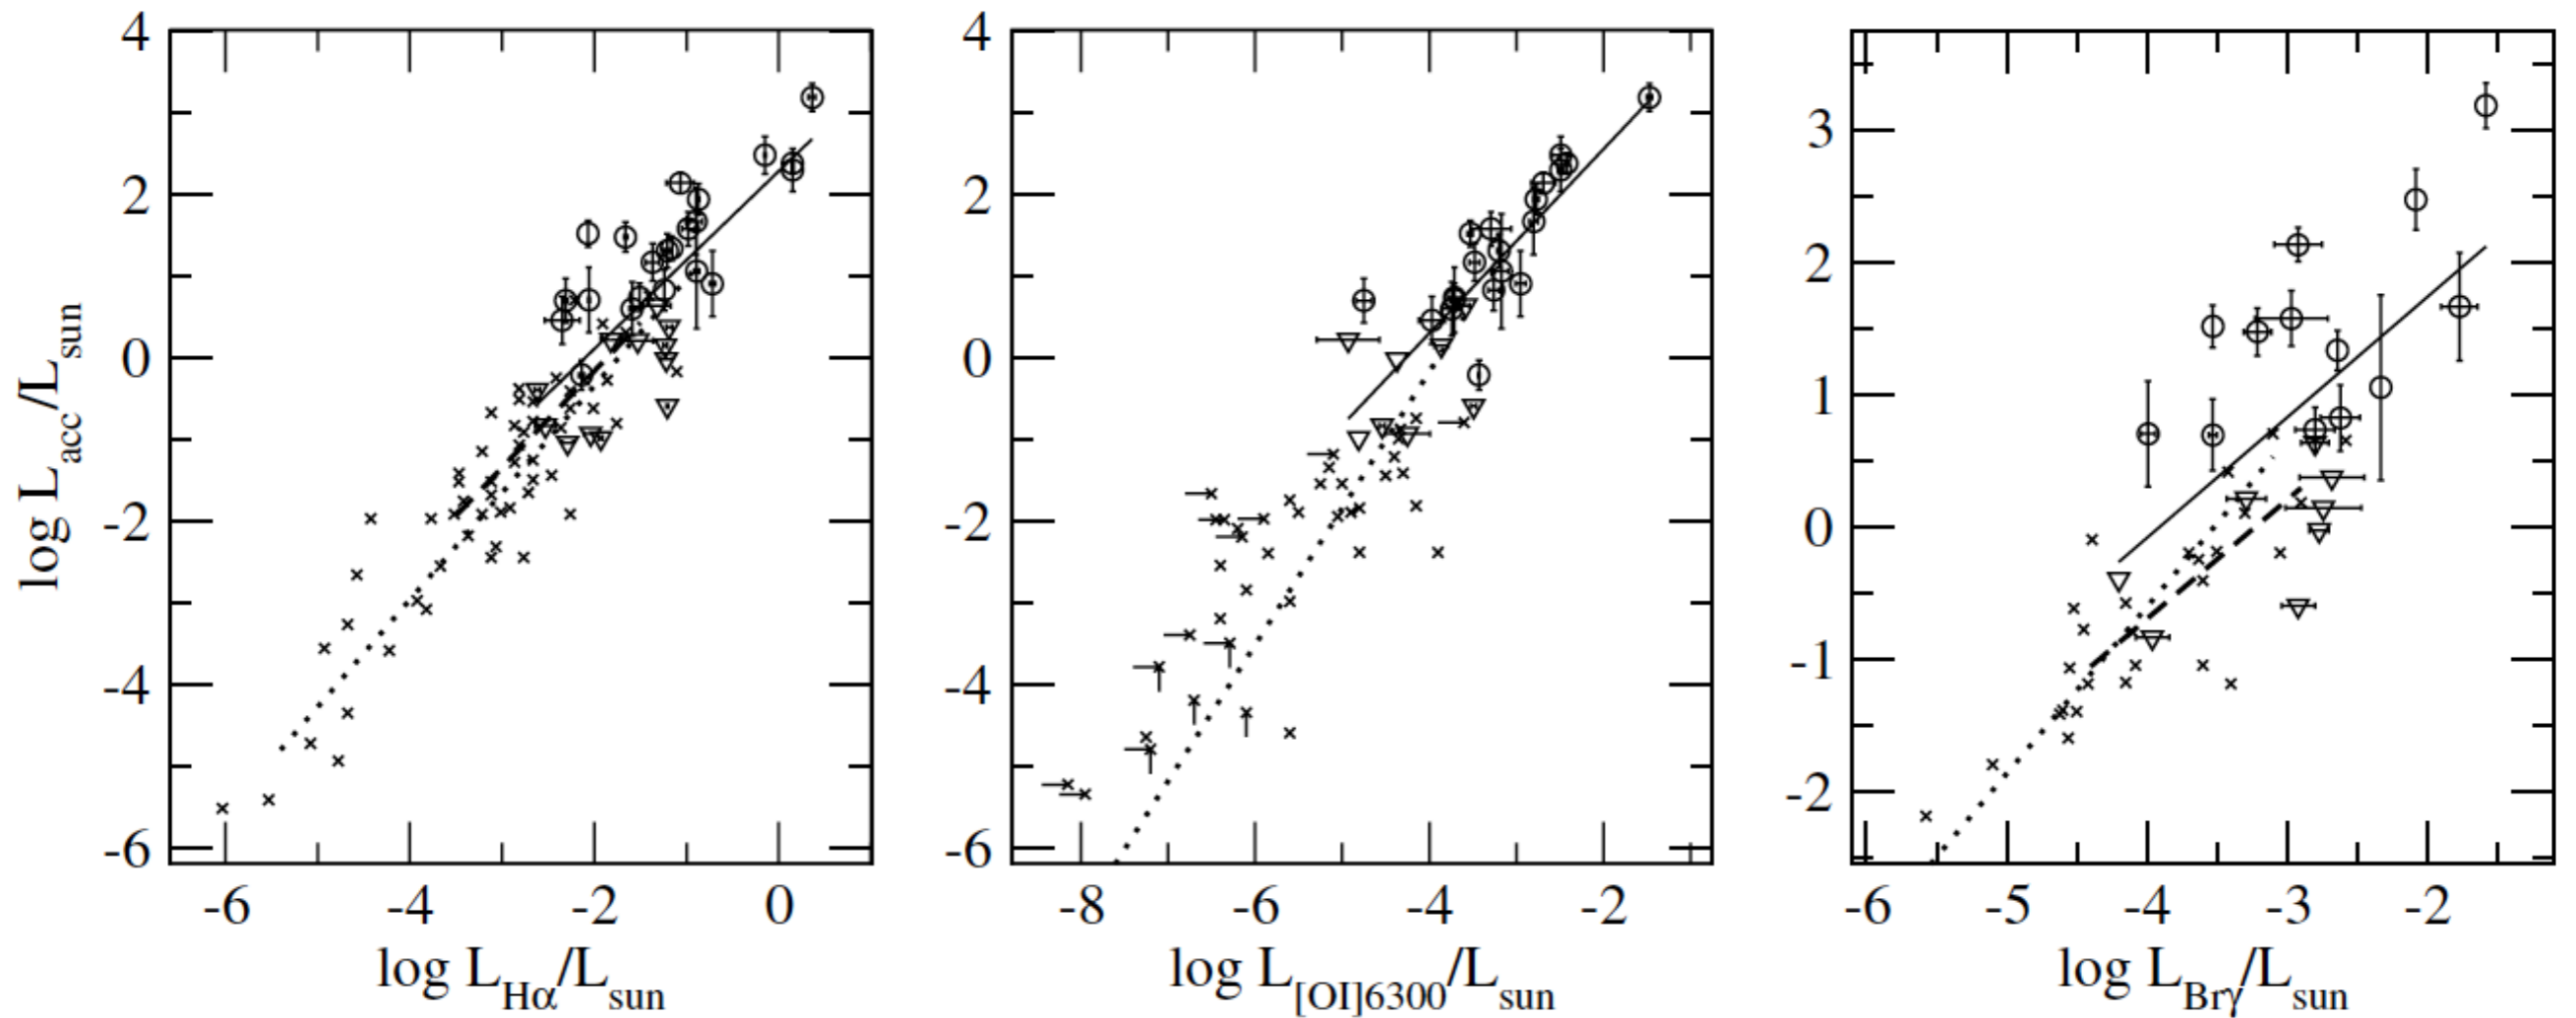 4
2
0
-2
-4
-6
log L_acc/L_sun
-6 -4 -2 0
log L_Hα/L_sun
4
2
0
-2
-4
-6
-8 -6 -4 -2
log L_[OI]6300/L_sun
3
2
1
0
-1
-2
-6 -5 -4 -3 -2
log L_Brγ/L_sun